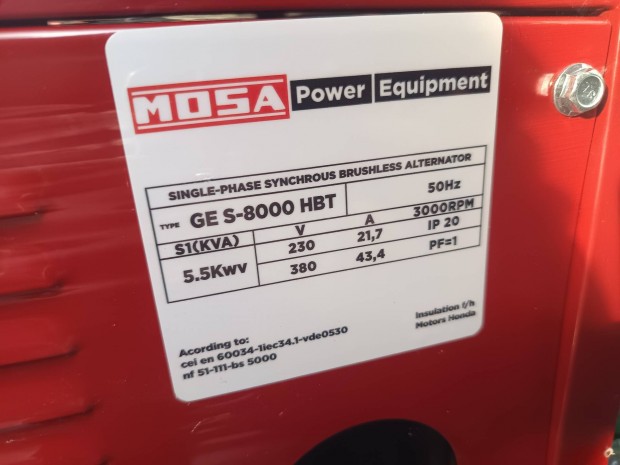 MOSA Power Equipment
SINGLE-PHASE SYNCHROUS BRUSHLESS ALTERNATOR
TYPE GE S-8000 HBT 50Hz
S1(KVA) V A 3000RPM
5.5Kwv 230 21,7 IP 20
380 43,4 PF=1
Acording to:
cei en 60034-1iec34.1-vde0530
nf 51-111-bs 5000
Insulation f/h
Motors Honda